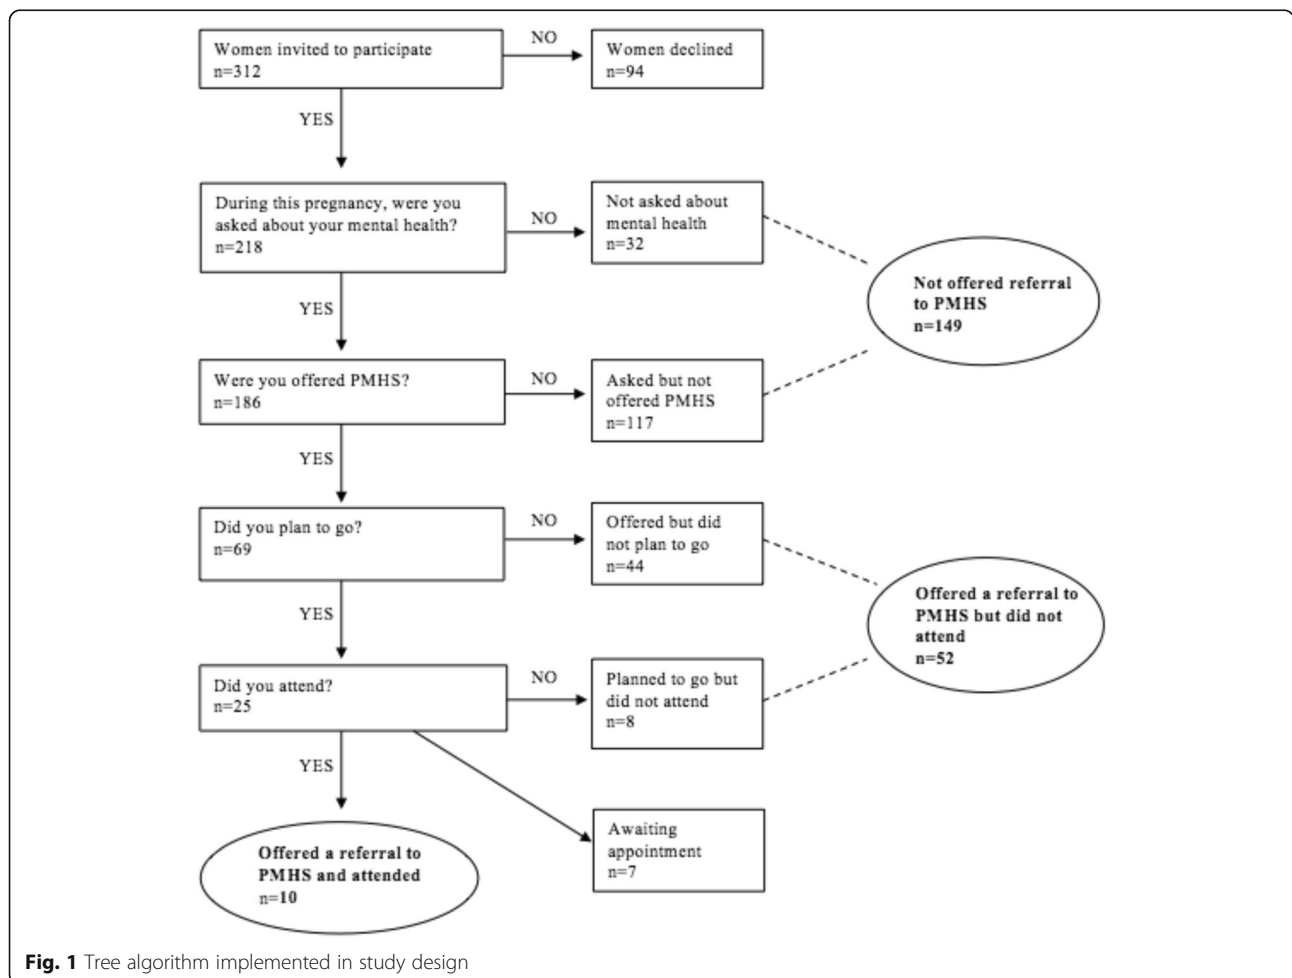 Women invited to participate
n=312
NO
Women declined
n=94
YES
During this pregnancy, were you
asked about your mental health?
n=218
NO
Not asked about
mental health
n=32
Not offered referral
to PMHS
n=149
YES
Were you offered PMHS?
n=186
NO
Asked but not
offered PMHS
n=117
YES
Did you plan to go?
n=69
NO
Offered but did
not plan to go
n=44
Offered a referral to
PMHS but did not
attend
n=52
YES
Did you attend?
n=25
NO
Planned to go but
did not attend
n=8
YES
Awaiting
appointment
n=7
Offered a referral to
PMHS and attended
n=10
Fig. 1 Tree algorithm implemented in study design